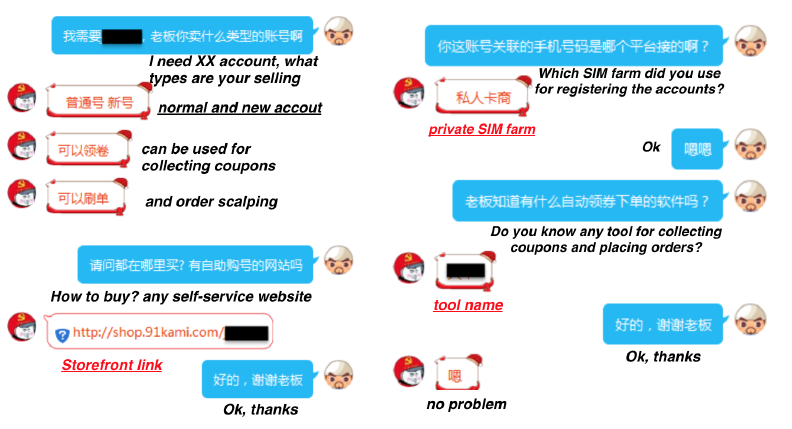 我需要
，老板你卖什么类型的账号啊
I need XX account, what
types are your selling
普通号 新号
normal and new accout
可以领卷
can be used for
collecting coupons
可以刷单
and order scalping
请问都在哪里买? 有自助购号的网站吗
How to buy? any self-service website
http://shop.91kami.com/
Storefront link
好的，谢谢老板
Ok, thanks
你这账号关联的手机号码是哪个平台接的啊？
Which SIM farm did you use
for registering the accounts?
私人卡商
private SIM farm
嗯嗯
Ok
老板知道有什么自动领券下单的软件吗？
Do you know any tool for collecting
coupons and placing orders?
tool name
好的，谢谢老板
Ok, thanks
嗯
no problem